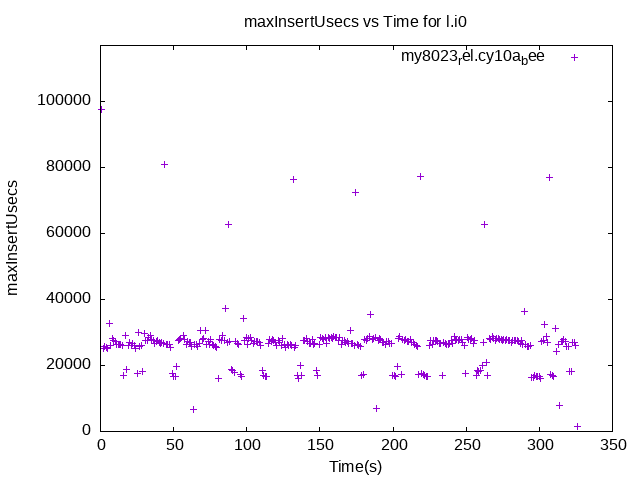 maxInsertUsecs vs Time for l.i0
my8023rel.cy10abee
100000
80000
60000
40000
20000
0
maxInsertUsecs
0 50 100 150 200 250 300 350
Time(s)